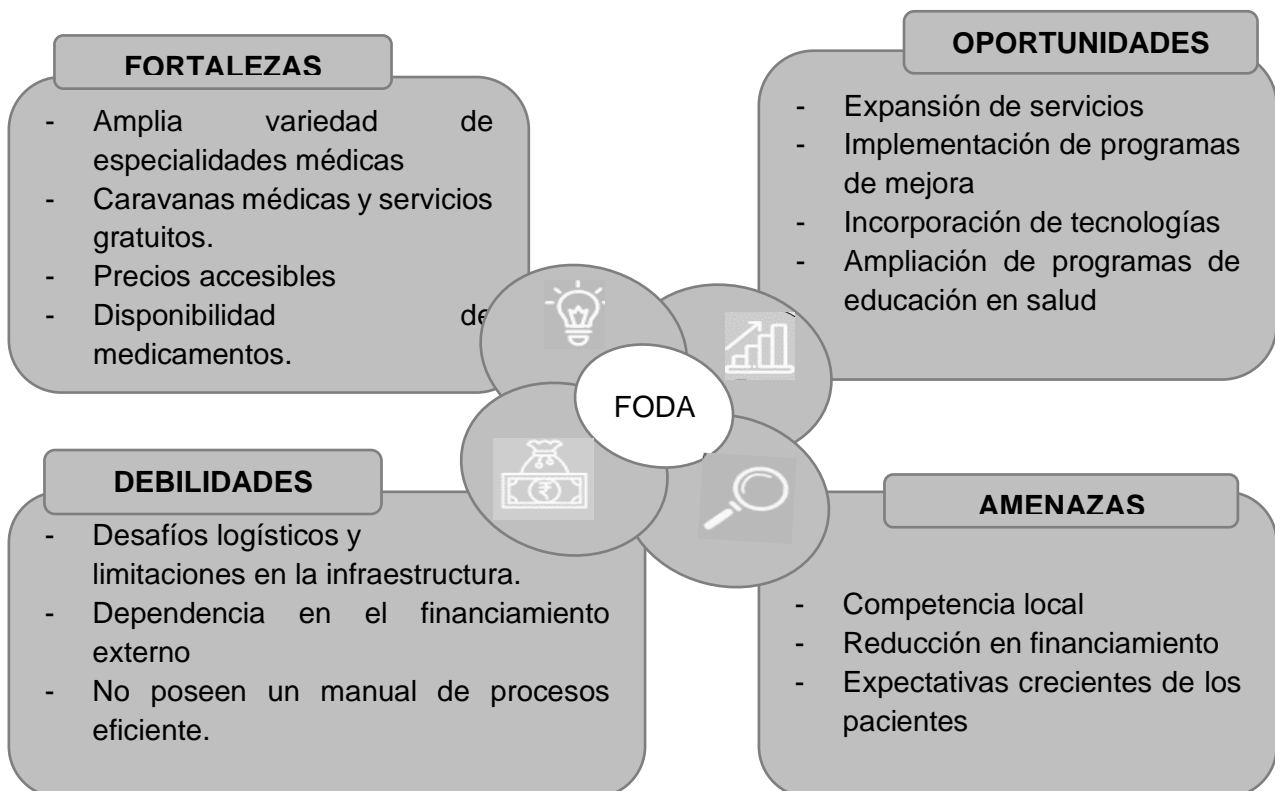 FORTALEZAS
- Amplia variedad de
especialidades médicas
- Caravanas médicas y servicios
gratuitos.
- Precios accesibles
- Disponibilidad de
medicamentos.
OPORTUNIDADES
- Expansión de servicios
- Implementación de programas
de mejora
- Incorporación de tecnologías
- Ampliación de programas de
educación en salud
FODA
DEBILIDADES
- Desafíos logísticos y
limitaciones en la infraestructura.
- Dependencia en el financiamiento
externo
- No poseen un manual de procesos
eficiente.
₹
AMENAZAS
- Competencia local
- Reducción en financiamiento
- Expectativas crecientes de los
pacientes